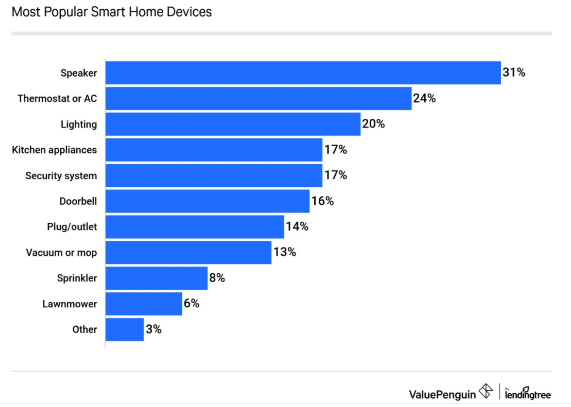 Most Popular Smart Home Devices
Speaker 31%
Thermostat or AC 24%
Lighting 20%
Kitchen appliances 17%
Security system 17%
Doorbell 16%
Plug/outlet 14%
Vacuum or mop 13%
Sprinkler 8%
Lawnmower 6%
Other 3%
ValuePenguin by lendingtree